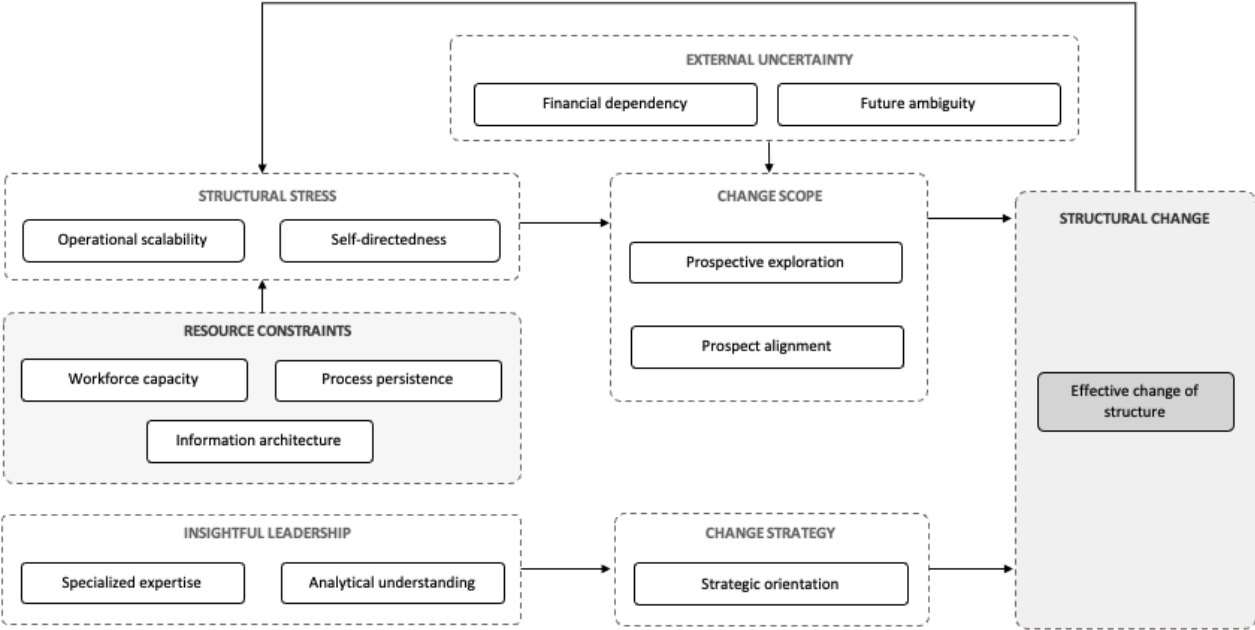 EXTERNAL UNCERTAINTY
Financial dependency
Future ambiguity
STRUCTURAL STRESS
Operational scalability
Self-directedness
CHANGE SCOPE
Prospective exploration
Prospect alignment
STRUCTURAL CHANGE
Effective change of
structure
RESOURCE CONSTRAINTS
Workforce capacity
Process persistence
Information architecture
INSIGHTFUL LEADERSHIP
Specialized expertise
Analytical understanding
CHANGE STRATEGY
Strategic orientation